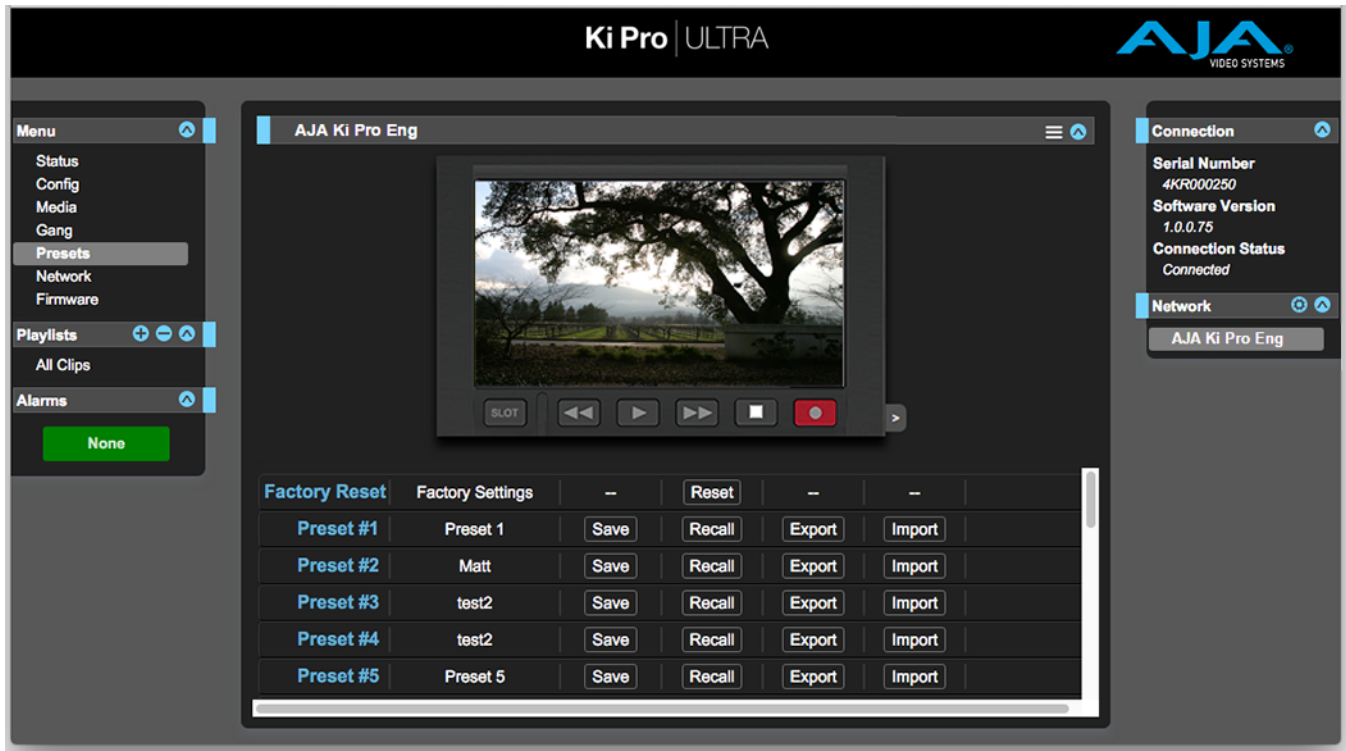 Ki Pro ULTRA
AJA®
VIDEO SYSTEMS
Menu
Status
Config
Media
Gang
Presets
Network
Firmware
Playlists
All Clips
Alarms
None
AJA Ki Pro Eng
SLOT
>
Factory Reset Factory Settings -- Reset -- --
Preset #1 Preset 1 Save Recall Export Import
Preset #2 Matt Save Recall Export Import
Preset #3 test2 Save Recall Export Import
Preset #4 test2 Save Recall Export Import
Preset #5 Preset 5 Save Recall Export Import
Connection
Serial Number
4KR000250
Software Version
1.0.0.75
Connection Status
Connected
Network
AJA Ki Pro Eng